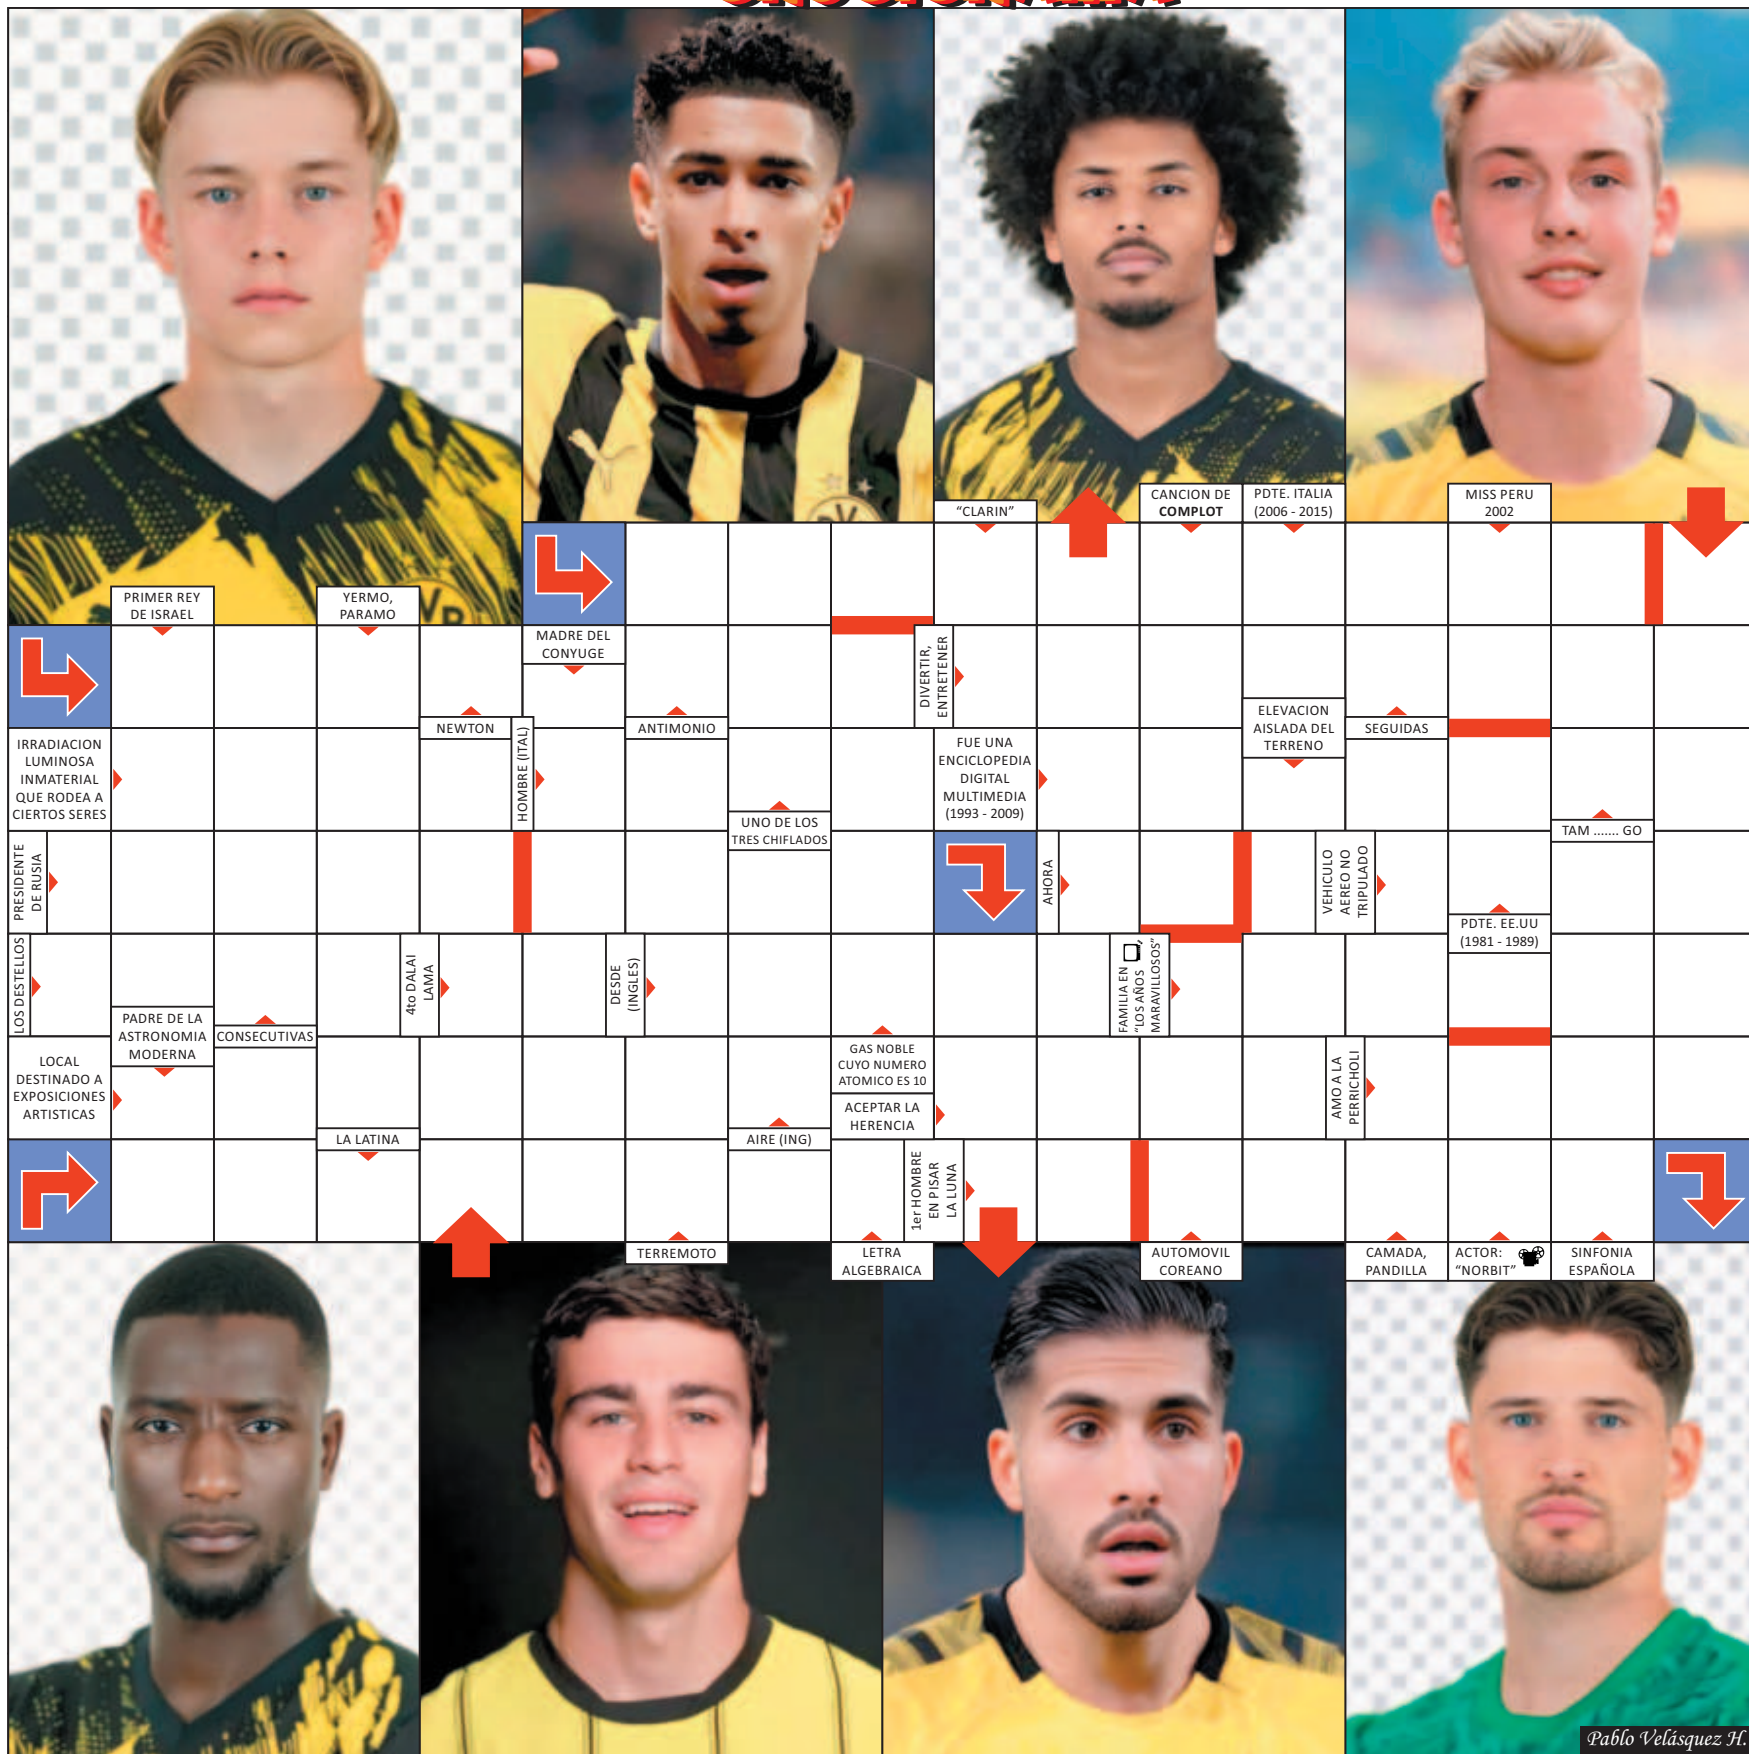 "CLARIN"
CANCION DE
COMPLOT
PDTE. ITALIA
(2006 - 2015)
MISS PERU
2002
PRIMER REY
DE ISRAEL
YERMO,
PARAMO
MADRE DEL
CONYUGE
DIVERTIR,
ENTRETENER
NEWTON
HOMBRE (ITAL)
ANTIMONIO
ELEVACION
AISLADA DEL
TERRENO
SEGUIDAS
IRRADIACION
LUMINOSA
INMATERIAL
QUE RODEA A
CIERTOS SERES
FUE UNA
ENCICLOPEDIA
DIGITAL
MULTIMEDIA
(1993 - 2009)
UNO DE LOS
TRES CHIFLADOS
TAM ....... GO
PRESIDENTE
DE RUSIA
AHORA
VEHICULO
AEREO NO
TRIPULADO
PDTE. EE.UU
(1981 - 1989)
LOS DESTELLOS
4to DALAI
LAMA
DESDE
(INGLES)
FAMILIA EN
"LOS AÑOS
MARAVILLOSOS"
PADRE DE LA
ASTRONOMIA
MODERNA
CONSECUTIVAS
LOCAL
DESTINADO A
EXPOSICIONES
ARTISTICAS
GAS NOBLE
CUYO NUMERO
ATOMICO ES 10
ACEPTAR LA
HERENCIA
AMO A LA
PERRICHOLI
LA LATINA
AIRE (ING)
1er HOMBRE
EN PISAR
LA LUNA
TERREMOTO
LETRA
ALGEBRAICA
AUTOMOVIL
COREANO
CAMADA,
PANDILLA
ACTOR:
"NORBIT"
SINFONIA
ESPAÑOLA
Pablo Velásquez H.